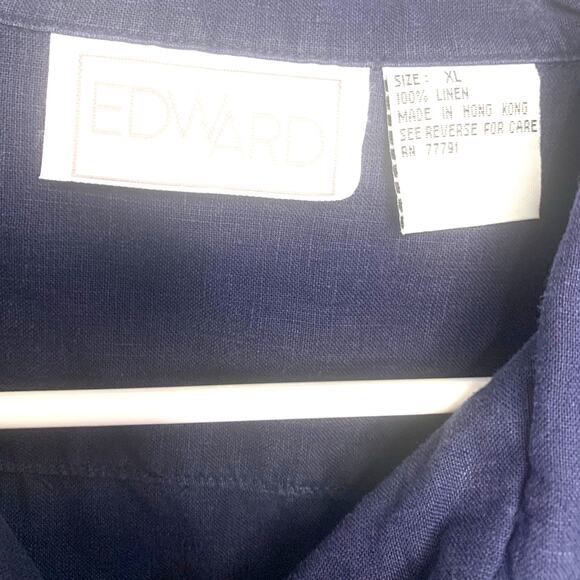 EDWARD
SIZE: XL
100% LINEN
MADE IN HONG KONG
SEE REVERSE FOR CARE
RN 77791